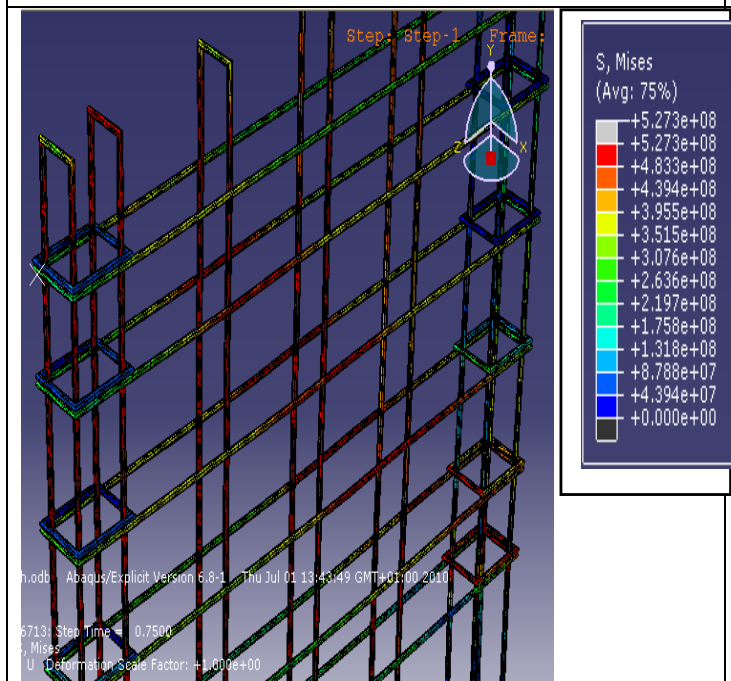 Step: Step-1 Frame:
Y
Z
X
h.odb Abaqus/Explicit Version 6.8-1 Thu Jul 01 13:43:49 GMT+01:00 2010
6713: Step Time = 0.7500
, Mises
U Deformation Scale Factor: +1.000e+00
S, Mises
(Avg: 75%)
+5.273e+08
+5.273e+08
+4.833e+08
+4.394e+08
+3.955e+08
+3.515e+08
+3.076e+08
+2.636e+08
+2.197e+08
+1.758e+08
+1.318e+08
+8.788e+07
+4.394e+07
+0.000e+00